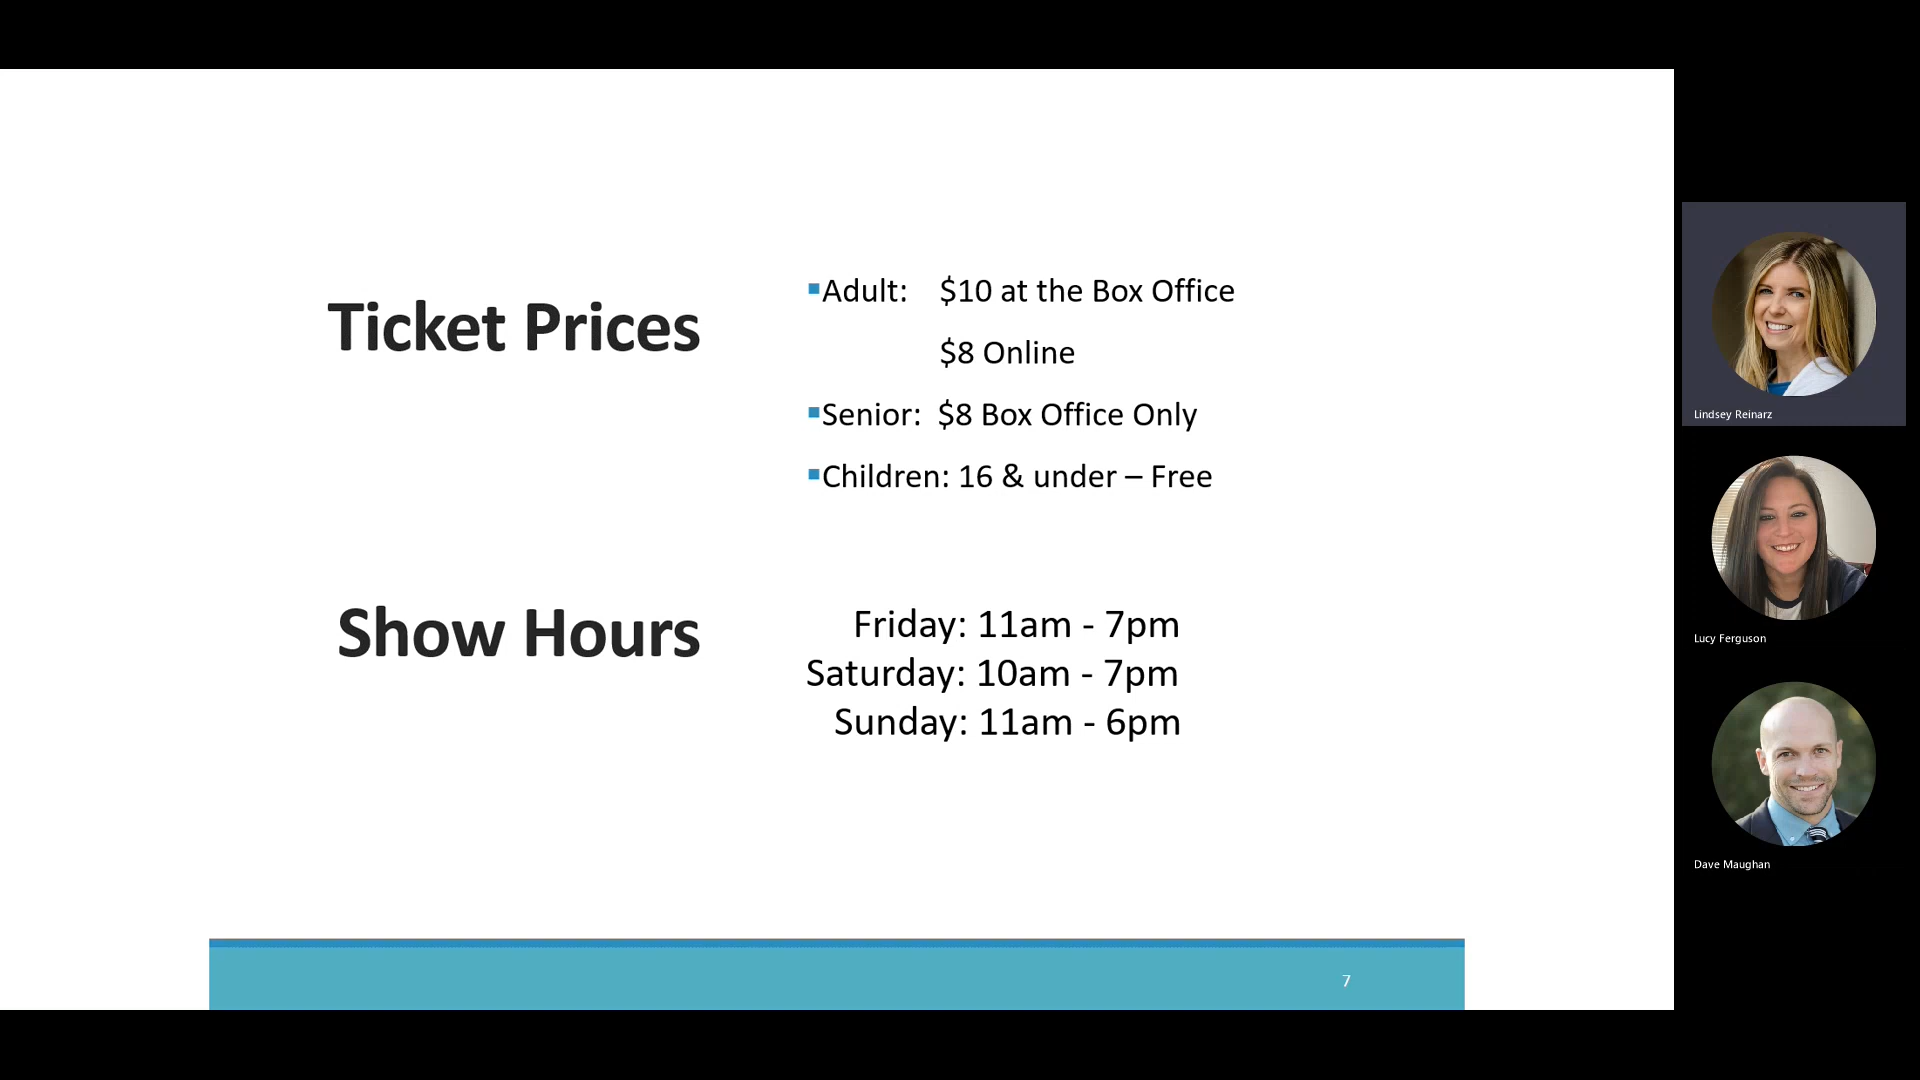 Ticket Prices
▪Adult: $10 at the Box Office
$8 Online
▪Senior: $8 Box Office Only
▪Children: 16 & under – Free
Show Hours
Friday: 11am - 7pm
Saturday: 10am - 7pm
Sunday: 11am - 6pm
7
Lindsey Reinarz
Lucy Ferguson
Dave Maughan